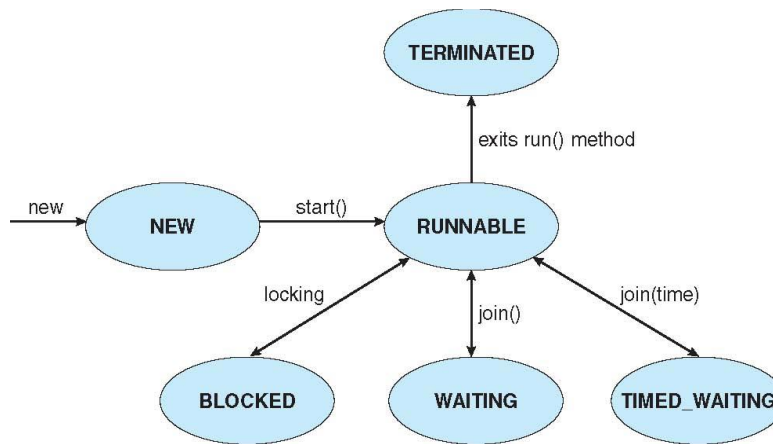 TERMINATED
exits run() method
new
NEW
start()
RUNNABLE
locking
join()
join(time)
BLOCKED
WAITING
TIMED_WAITING